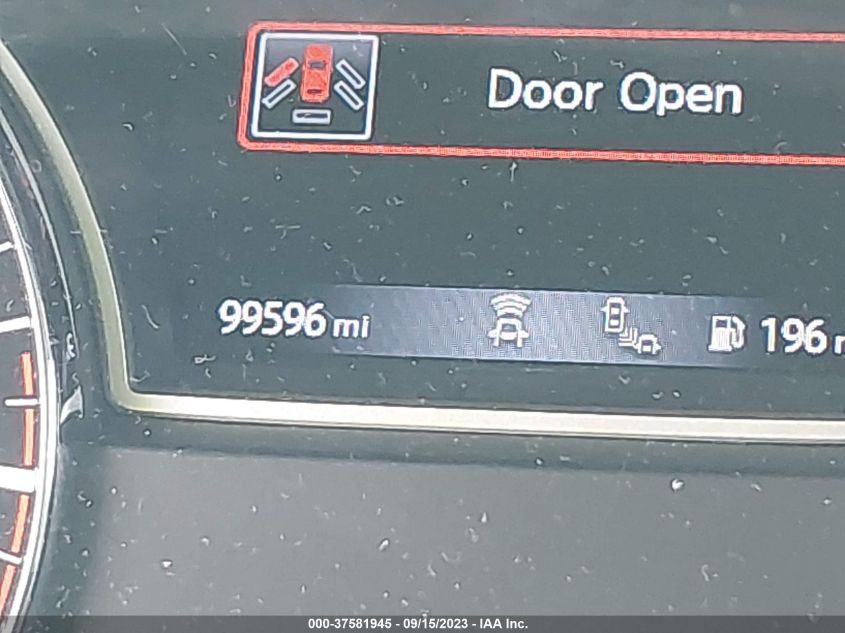 Door Open
99596 mi 196
000-37581945 - 09/15/2023 - IAA Inc.